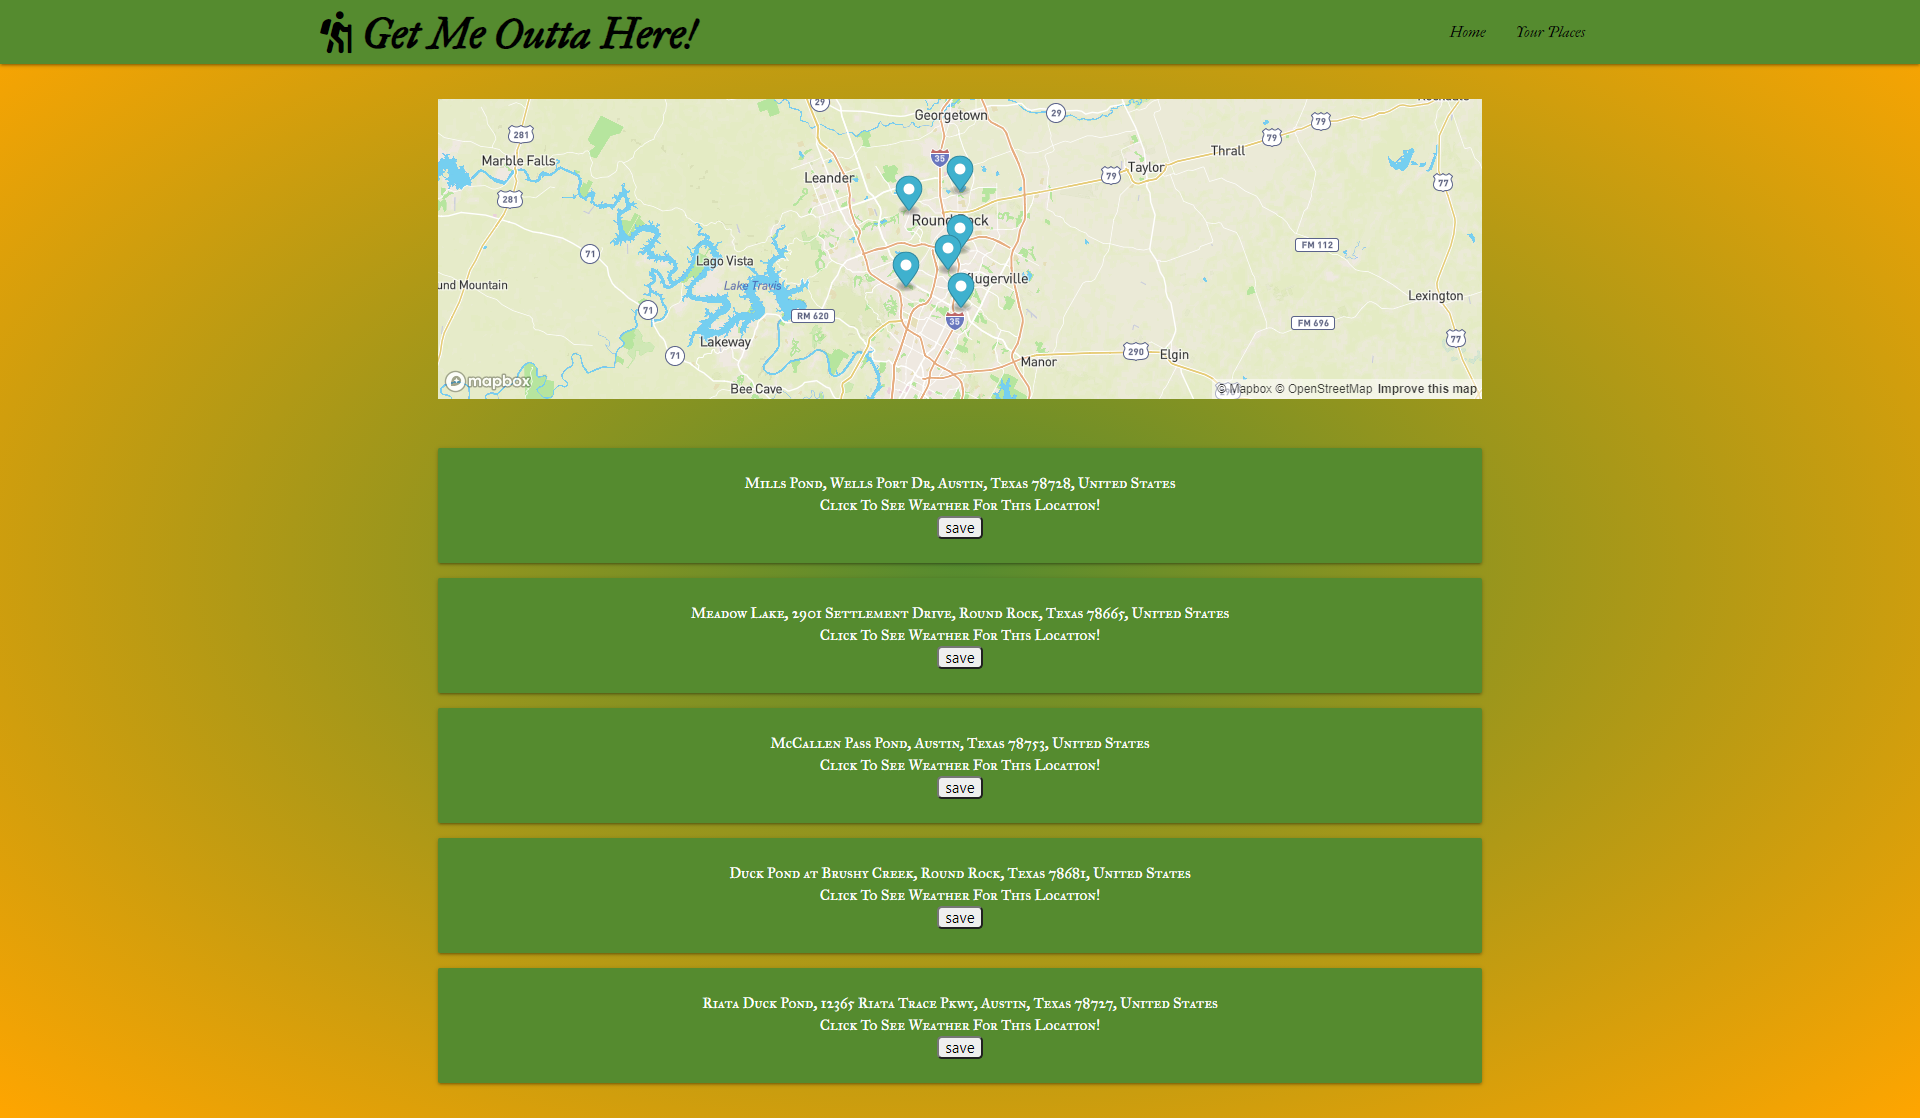 Get Me Outta Here!
Home
Your Places
29
Georgetown
29
79
79
281
Marble Falls
35
Thrall
Leander
79
Taylor
77
281
Round Rock
71
FM 112
Lago Vista
Lake Travis
flugerville
und Mountain
Lexington
71
RM 620
35
FM 696
77
Lakeway
71
Manor
290
Elgin
mapbox
Bee Cave
© Mapbox © OpenStreetMap Improve this map
Mills Pond, Wells Port Dr, Austin, Texas 78728, United States
Click To See Weather For This Location!
save
Meadow Lake, 2901 Settlement Drive, Round Rock, Texas 78665, United States
Click To See Weather For This Location!
save
McCallen Pass Pond, Austin, Texas 78753, United States
Click To See Weather For This Location!
save
Duck Pond at Brushy Creek, Round Rock, Texas 78681, United States
Click To See Weather For This Location!
save
Riata Duck Pond, 12365 Riata Trace Pkwy, Austin, Texas 78727, United States
Click To See Weather For This Location!
save